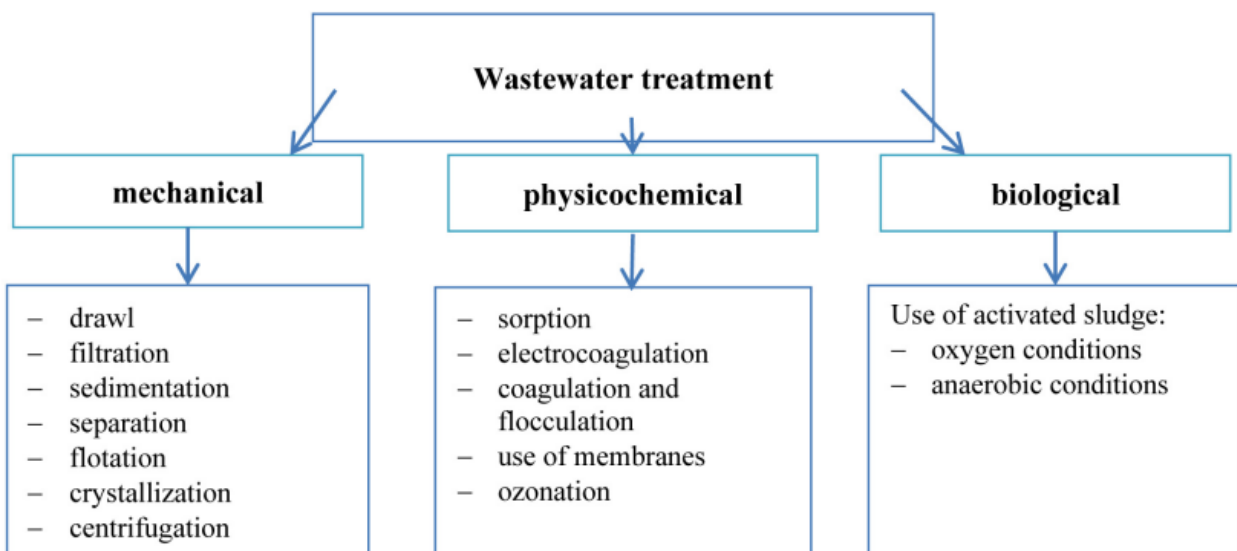 Wastewater treatment
mechanical
physicochemical
biological
– drawl
– filtration
– sedimentation
– separation
– flotation
– crystallization
– centrifugation
– sorption
– electrocoagulation
– coagulation and
flocculation
– use of membranes
– ozonation
Use of activated sludge:
– oxygen conditions
– anaerobic conditions